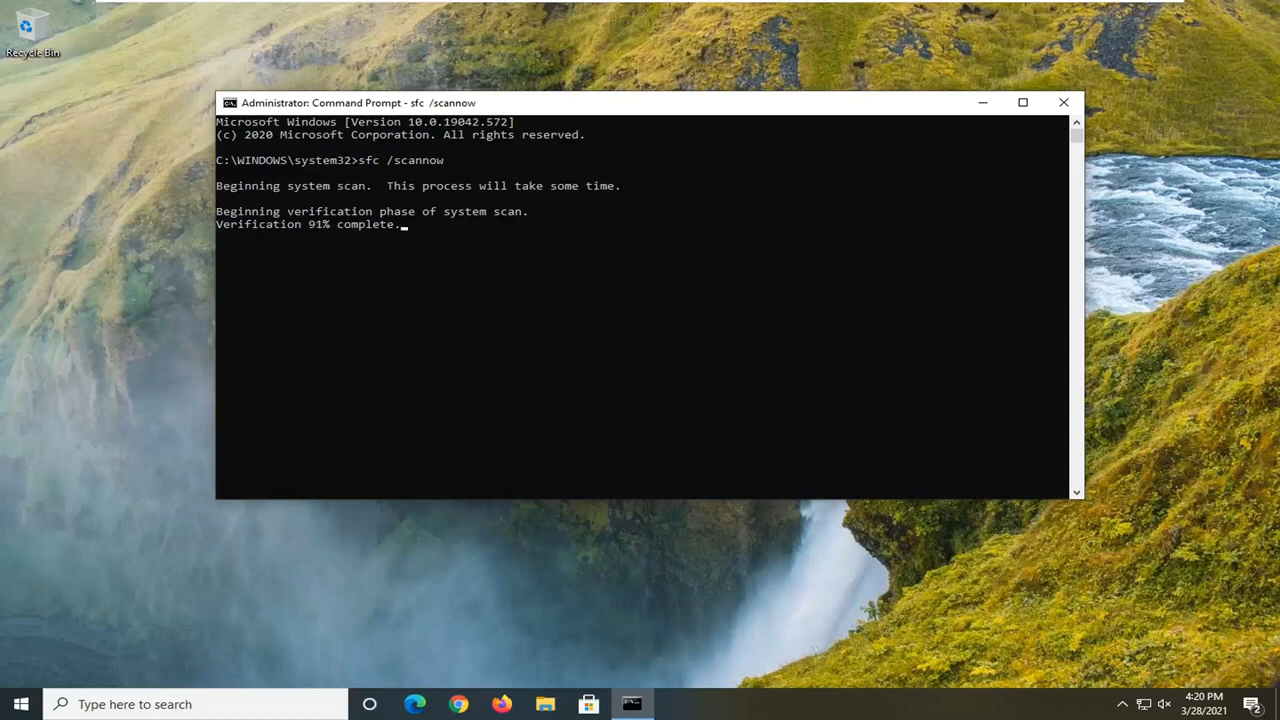 Recycle Bin
Administrator: Command Prompt - sfc  /scannow
Microsoft Windows [Version 10.0.19042.572]
(c) 2020 Microsoft Corporation. All rights reserved.
C:\WINDOWS\system32>sfc /scannow
Beginning system scan.  This process will take some time.
Beginning verification phase of system scan.
Verification 91% complete.
Type here to search
4:20 PM
3/28/2021
2